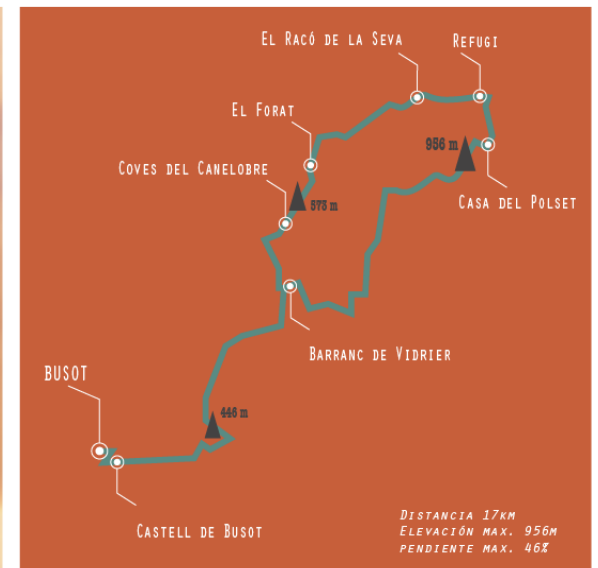 El Racó de la Seva
Refugi
El Forat
956 m
Coves del Canelobre
Casa del Polset
573 m
Barranc de Vidrier
BUSOT
446 m
Castell de Busot
Distancia 17km
Elevación max. 956m
pendiente max. 46%